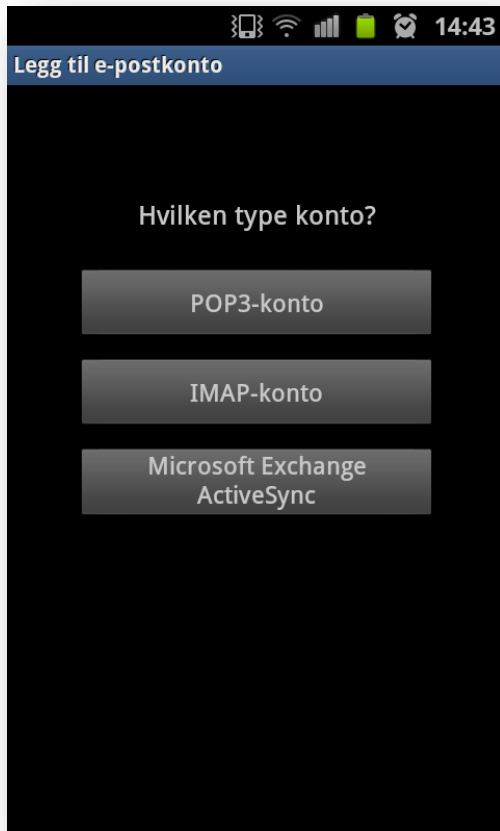 14:43
Legg til e-postkonto
Hvilken type konto?
POP3-konto
IMAP-konto
Microsoft Exchange
ActiveSync